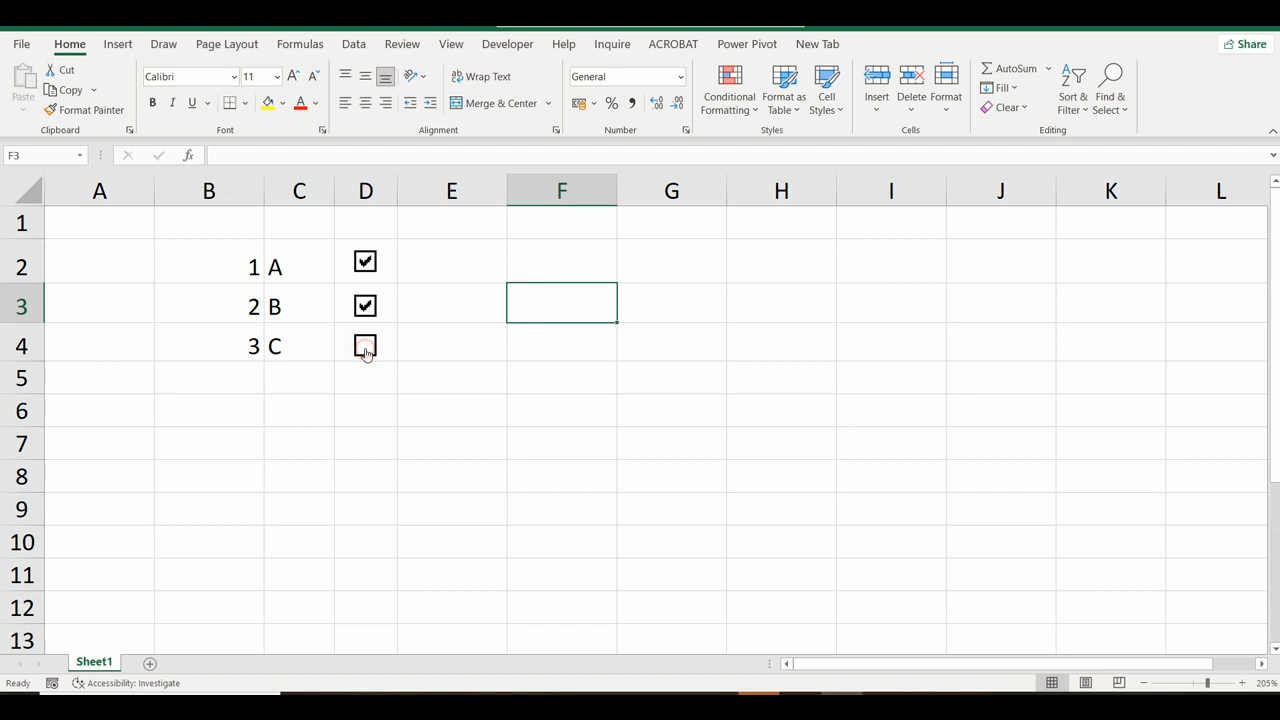 File Home Insert Draw Page Layout Formulas Data Review View Developer Help Inquire ACROBAT Power Pivot New Tab Share
Paste Cut Copy Format Painter Clipboard
Calibri 11 A A B I U A Font
ab Wrap Text Merge & Center Alignment
General % 9 Number
Conditional Formatting Format as Table Cell Styles Styles
Insert Delete Format Cells
AutoSum Fill Clear Sort & Filter Find & Select Editing
F3 fx
A B C D E F G H I J K L
1
2 1 A
3 2 B
4 3 C
5
6
7
8
9
10
11
12
13
Sheet1
Ready Accessibility: Investigate 205%